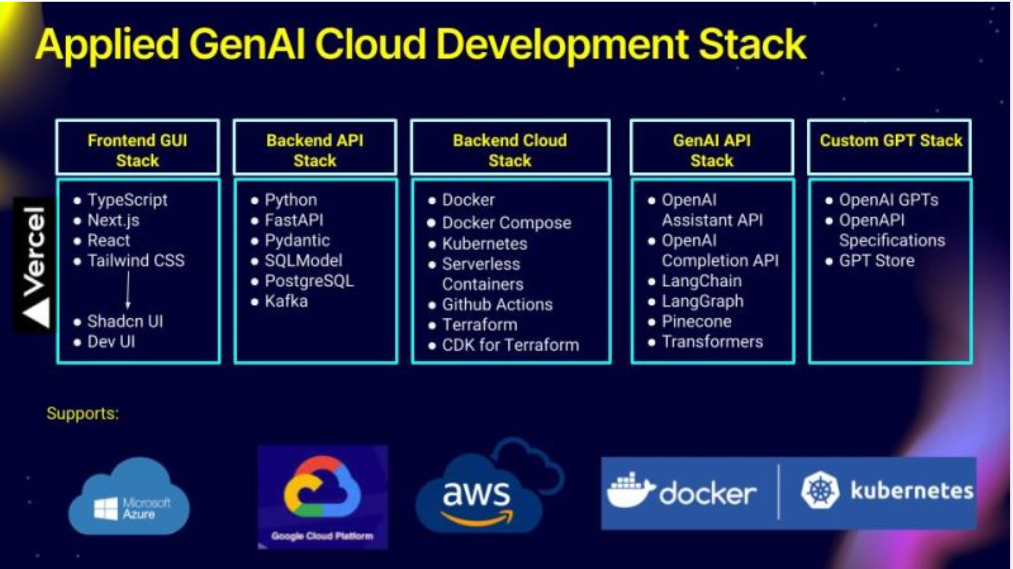 Applied GenAI Cloud Development Stack
Frontend GUI
Stack
Backend API
Stack
Backend Cloud
Stack
GenAI API
Stack
Custom GPT Stack
Vercel
● TypeScript
● Next.js
● React
● Tailwind CSS
● Shadcn UI
● Dev UI
● Python
● FastAPI
● Pydantic
● SQLModel
● PostgreSQL
● Kafka
● Docker
● Docker Compose
● Kubernetes
● Serverless
Containers
● Github Actions
● Terraform
● CDK for Terraform
● OpenAI
Assistant API
● OpenAI
Completion API
● LangChain
● LangGraph
● Pinecone
● Transformers
● OpenAI GPTs
● OpenAPI
Specifications
● GPT Store
Supports:
Microsoft
Azure
Google Cloud Platform
aws
docker
kubernetes